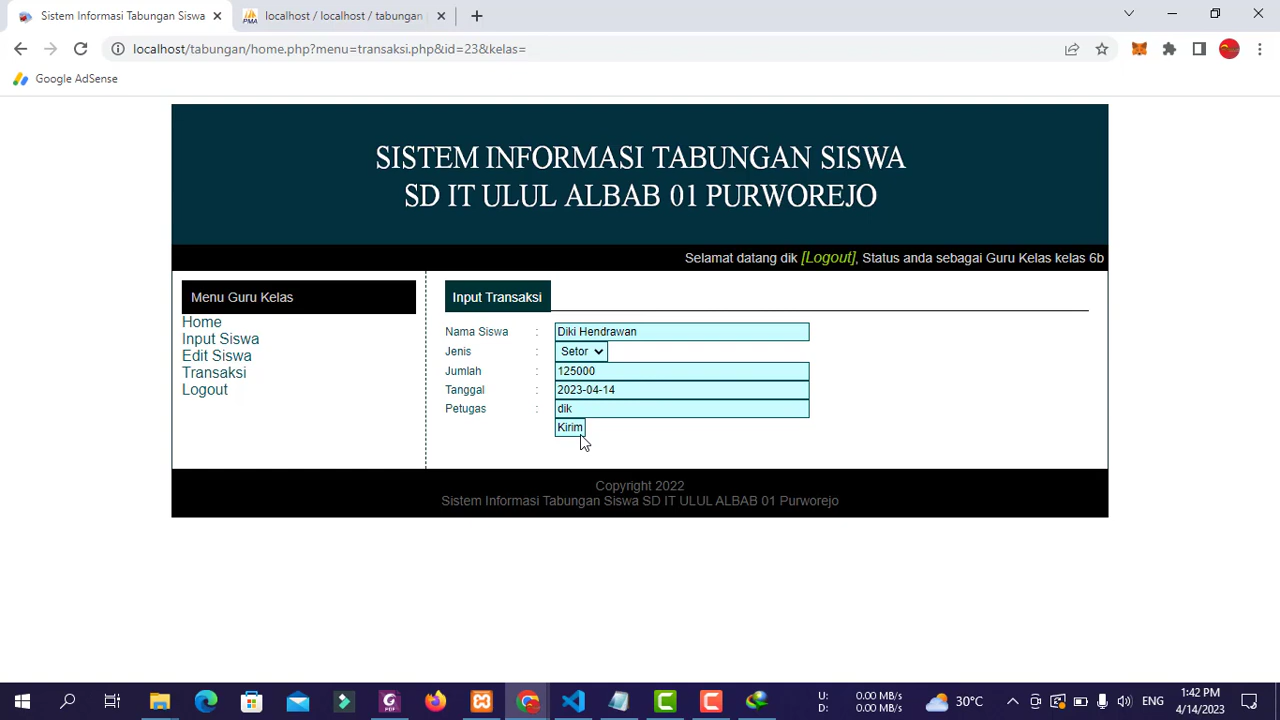 Sistem Informasi Tabungan Siswa
localhost / localhost / tabungan
localhost/tabungan/home.php?menu=transaksi.php&id=23&kelas=
Google AdSense
SISTEM INFORMASI TABUNGAN SISWA
SD IT ULUL ALBAB 01 PURWOREJO
Selamat datang dik [Logout], Status anda sebagai Guru Kelas kelas 6b
Menu Guru Kelas
Home
Input Siswa
Edit Siswa
Transaksi
Logout
Input Transaksi
Nama Siswa : Diki Hendrawan
Jenis : Setor
Jumlah : 125000
Tanggal : 2023-04-14
Petugas : dik
Kirim
Copyright 2022
Sistem Informasi Tabungan Siswa SD IT ULUL ALBAB 01 Purworejo
U: 0.00 MB/s
D: 0.00 MB/s
30°C
ENG
1:42 PM
4/14/2023